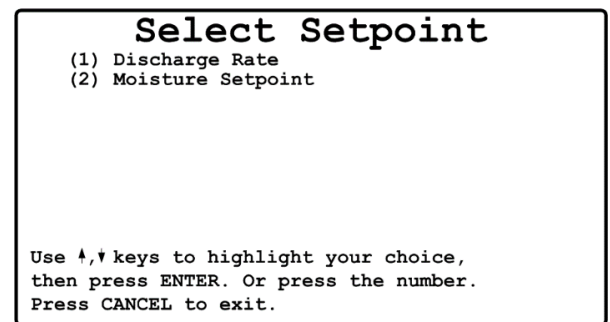 Select Setpoint
(1) Discharge Rate
(2) Moisture Setpoint
Use ↑,↓ keys to highlight your choice,
then press ENTER. Or press the number.
Press CANCEL to exit.